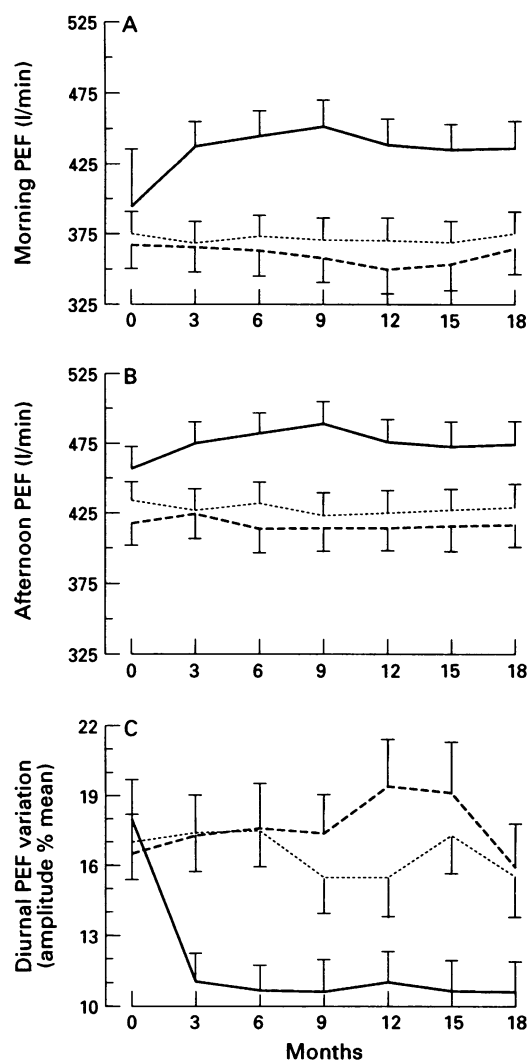 A
Morning PEF (l/min)
525
475
425
375
325
0 3 6 9 12 15 18
B
Afternoon PEF (l/min)
525
475
425
375
325
0 3 6 9 12 15 18
C
Diurnal PEF variation
(amplitude % mean)
22
19
16
13
10
0 3 6 9 12 15 18
Months